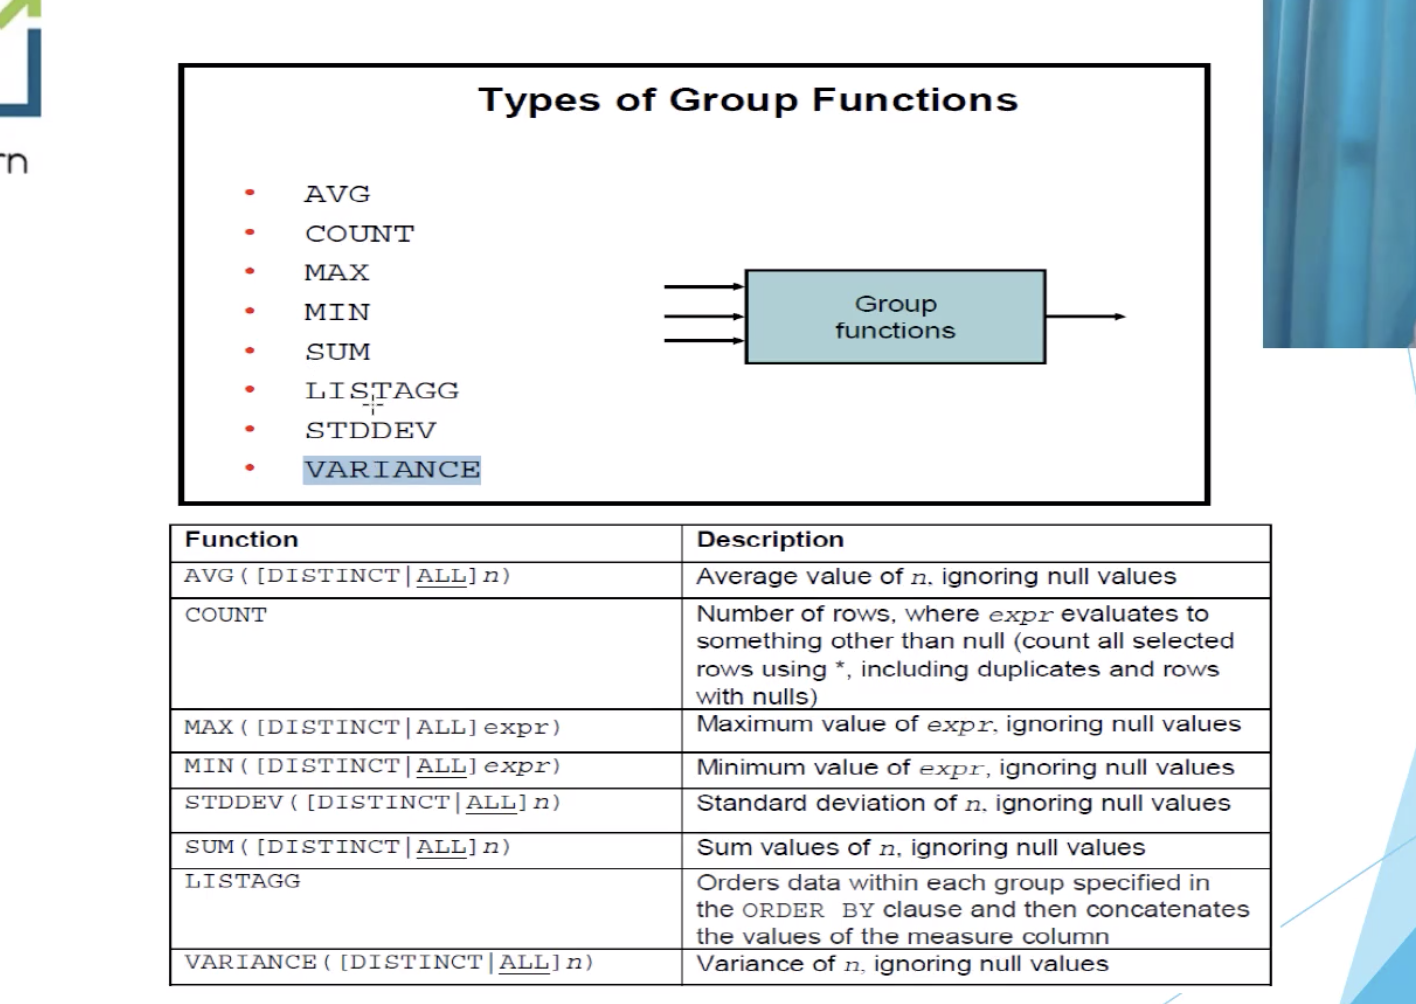 rn
Types of Group Functions
• AVG
• COUNT
• MAX
• MIN
• SUM
• LISTAGG
• STDDEV
• VARIANCE
Group
functions
Function Description
AVG([DISTINCT|ALL]n) Average value of n, ignoring null values
COUNT Number of rows, where expr evaluates to
something other than null (count all selected
rows using *, including duplicates and rows
with nulls)
MAX([DISTINCT|ALL]expr) Maximum value of expr, ignoring null values
MIN([DISTINCT|ALL]expr) Minimum value of expr, ignoring null values
STDDEV([DISTINCT|ALL]n) Standard deviation of n, ignoring null values
SUM([DISTINCT|ALL]n) Sum values of n, ignoring null values
LISTAGG Orders data within each group specified in
the ORDER BY clause and then concatenates
the values of the measure column
VARIANCE([DISTINCT|ALL]n) Variance of n, ignoring null values